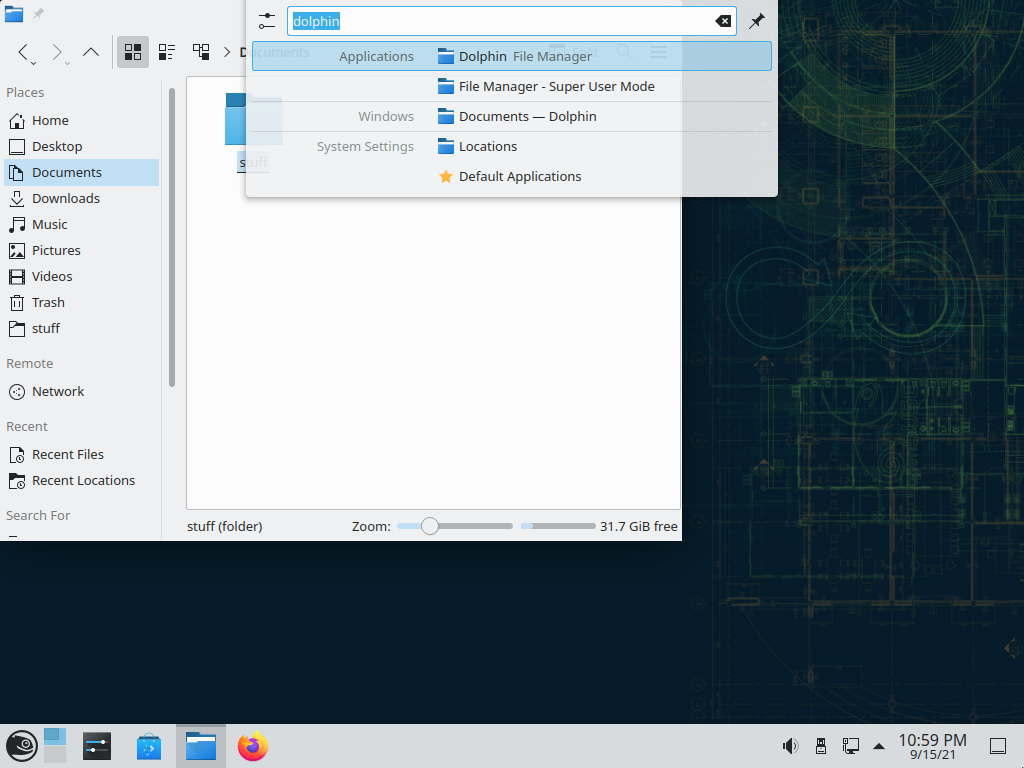 dolphin
Documents
Split
Applications Dolphin File Manager
File Manager - Super User Mode
Windows Documents — Dolphin
System Settings Locations
Default Applications
Places
Home
Desktop
Documents
Downloads
Music
Pictures
Videos
Trash
stuff
Remote
Network
Recent
Recent Files
Recent Locations
Search For
stuff
stuff (folder) Zoom: 31.7 GiB free
10:59 PM
9/15/21